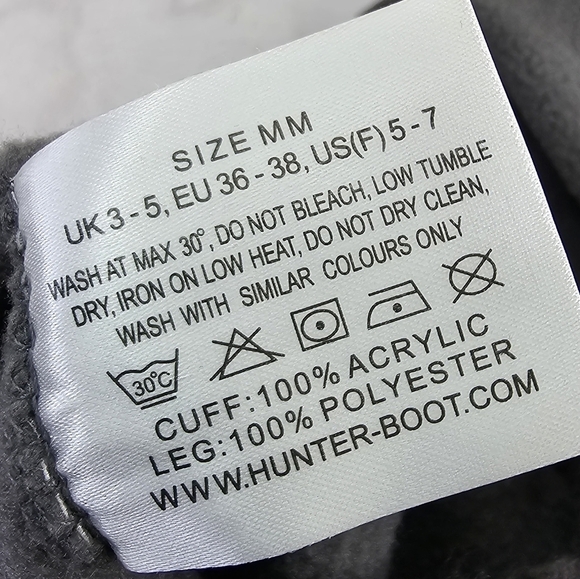 SIZE MM
UK 3 - 5, EU 36 - 38, US(F) 5 - 7
WASH AT MAX 30°, DO NOT BLEACH, LOW TUMBLE
DRY, IRON ON LOW HEAT, DO NOT DRY CLEAN,
WASH WITH SIMILAR COLOURS ONLY
30°C
CUFF: 100% ACRYLIC
LEG: 100% POLYESTER
WWW.HUNTER-BOOT.COM